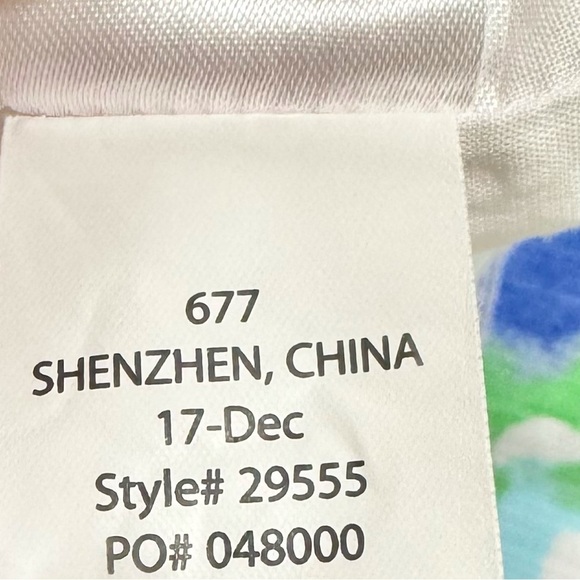 677
SHENZHEN, CHINA
17-Dec
Style# 29555
PO# 048000